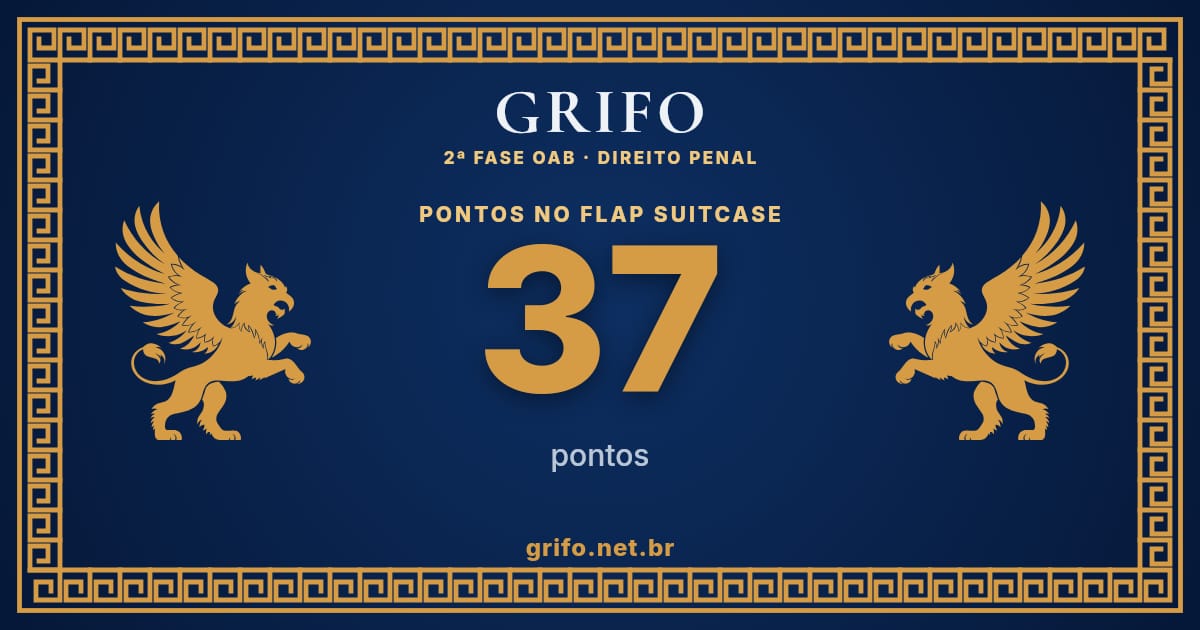 GRIFO
2ª FASE OAB · DIREITO PENAL
PONTOS NO FLAP SUITCASE
37
pontos
grifo.net.br